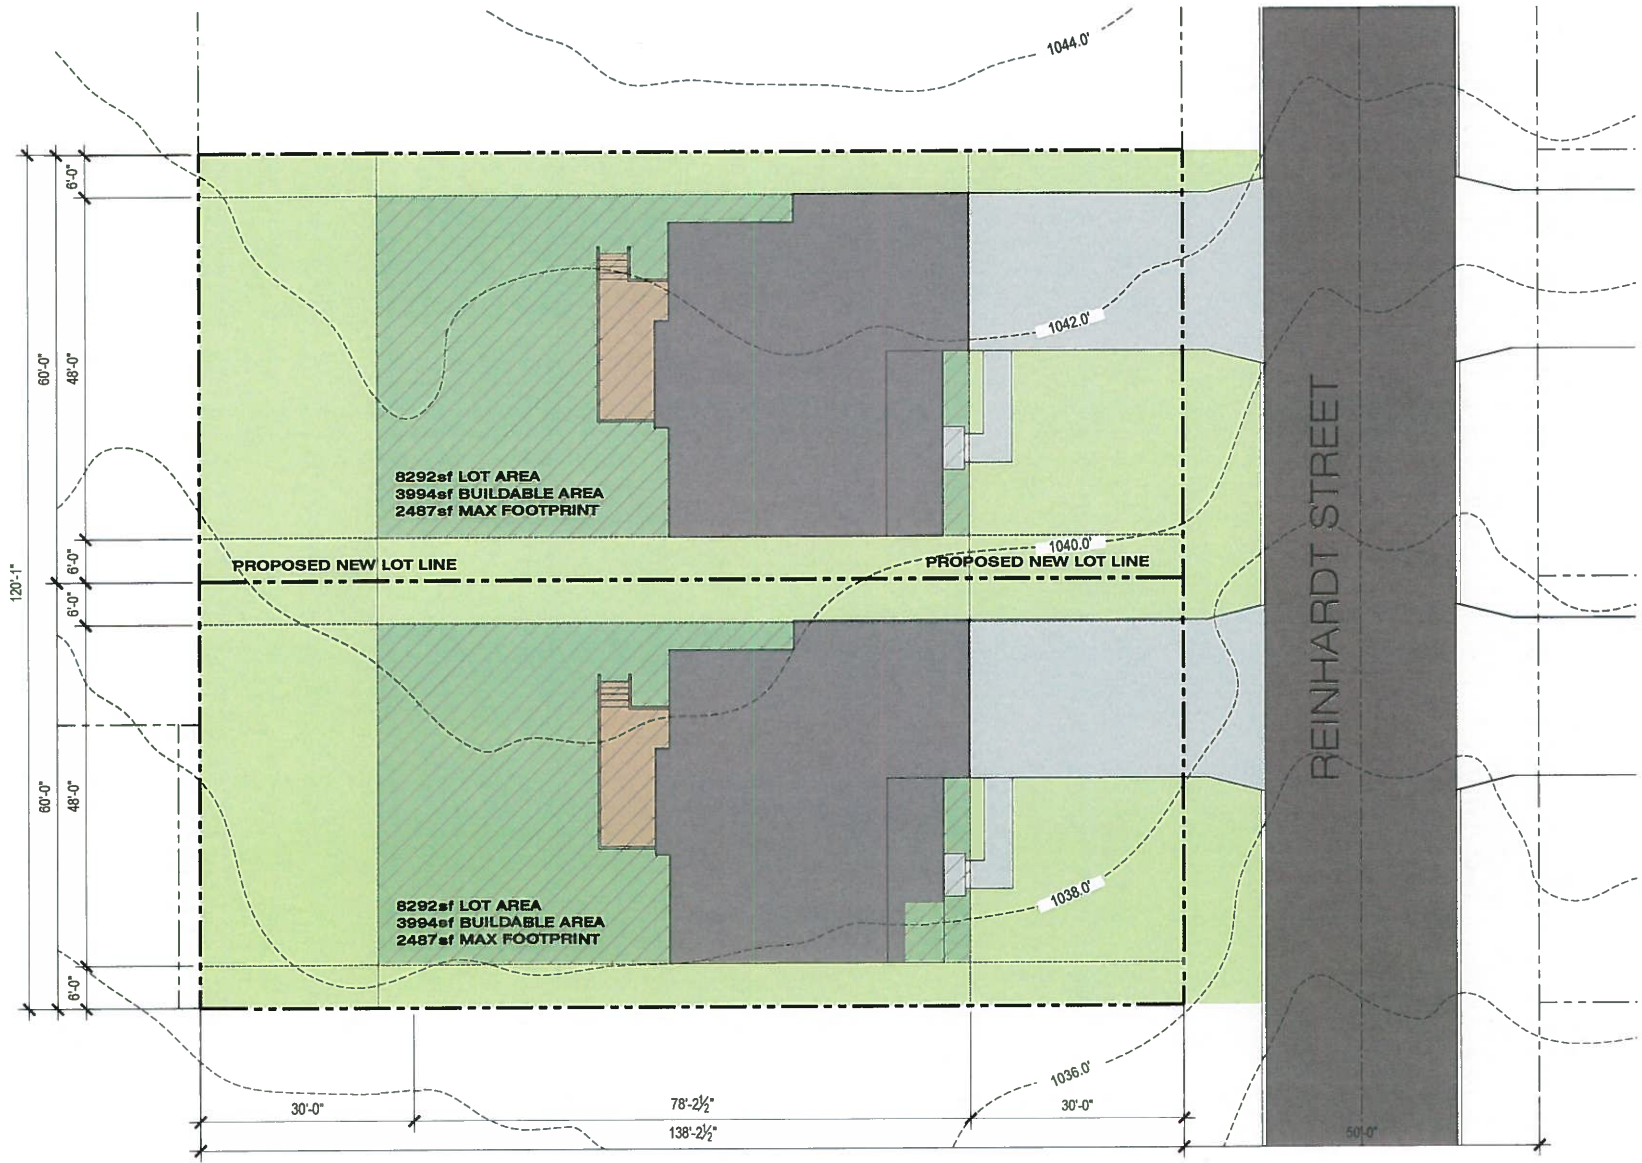 1044.0'
6'-0"
1042.0'
60'-0"
48'-0"
REINHARDT STREET
8292sf LOT AREA
3994sf BUILDABLE AREA
2487sf MAX FOOTPRINT
1040.0'
PROPOSED NEW LOT LINE
PROPOSED NEW LOT LINE
6'-0"
120'-1"
6'-0"
60'-0"
48'-0"
1038.0'
8292sf LOT AREA
3994sf BUILDABLE AREA
2487sf MAX FOOTPRINT
6'-0"
1036.0'
30'-0"
78'-2½"
30'-0"
138'-2½"
50'-0"